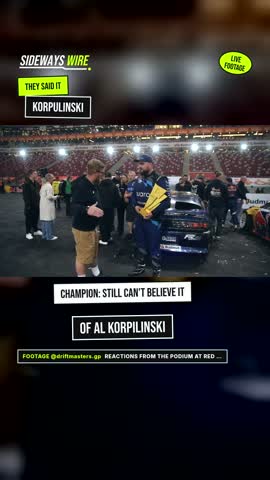 SIDEWAYS WIRE.
LIVE
FOOTAGE
THEY SAID IT
KORPULINSKI
CHAMPION: STILL CAN'T BELIEVE IT
OF AL KORPILINSKI
FOOTAGE @driftmasters.gp REACTIONS FROM THE PODIUM AT RED ...